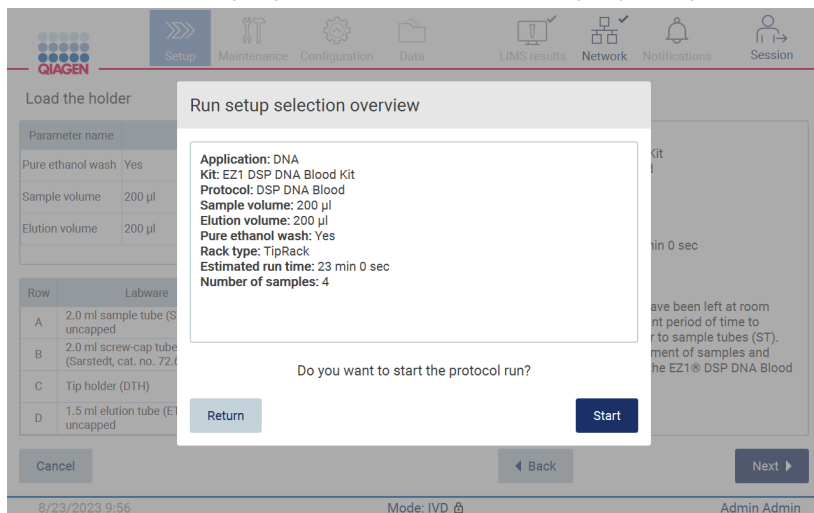 QIAGEN
Setup
Maintenance
Configuration
Data
LIMS results
Network
Notifications
Session
Load the holder
Run setup selection overview
Parameter name
Pure ethanol wash Yes
Sample volume 200 µl
Elution volume 200 µl
Application: DNA
Kit: EZ1 DSP DNA Blood Kit
Protocol: DSP DNA Blood
Sample volume: 200 µl
Elution volume: 200 µl
Pure ethanol wash: Yes
Rack type: TipRack
Estimated run time: 23 min 0 sec
Number of samples: 4
Do you want to start the protocol run?
Return
Start
Kit
min 0 sec
Row Labware
A 2.0 ml sample tube (S
uncapped
B 2.0 ml screw-cap tube
(Sarstedt, cat. no. 72.
C Tip holder (DTH)
D 1.5 ml elution tube (ET
uncapped
ave been left at room
nt period of time to
r to sample tubes (ST).
ment of samples and
he EZ1® DSP DNA Blood
Cancel
Back
Next
8/23/2023 9:56
Mode: IVD
Admin Admin